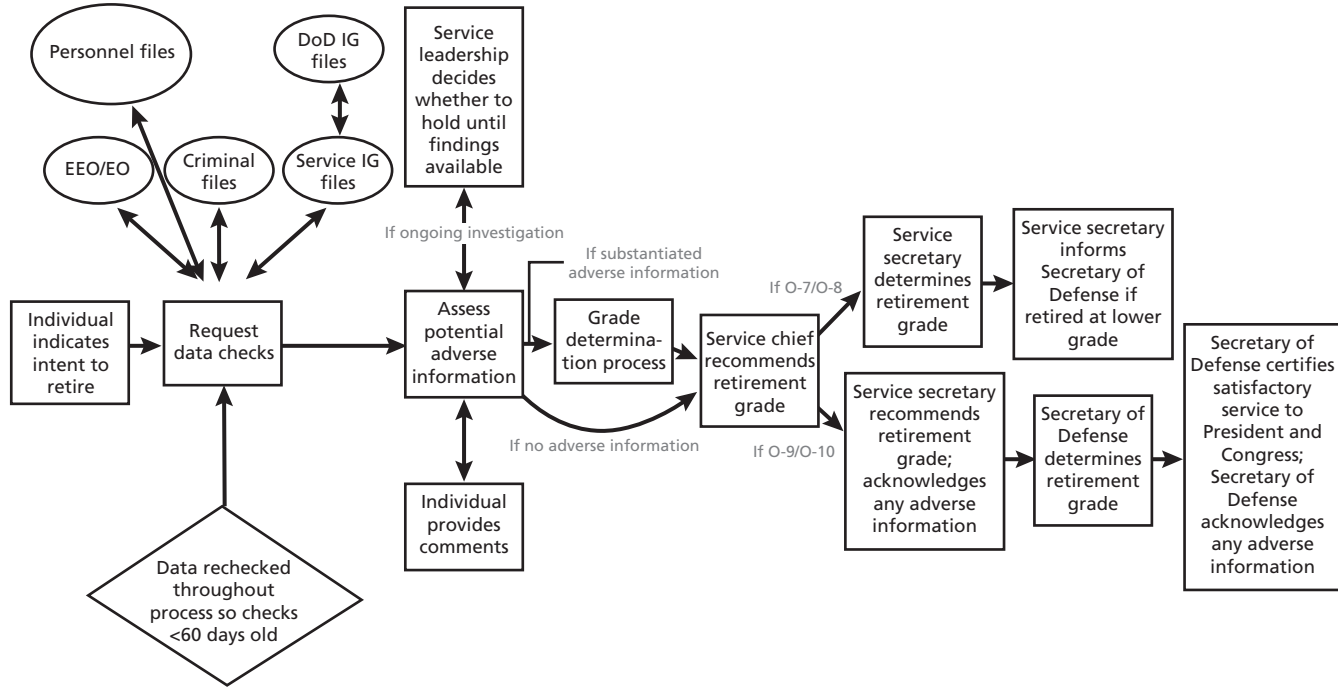 Personnel files
DoD IG
files
EEO/EO
Criminal
files
Service IG
files
Service
leadership
decides
whether to
hold until
findings
available
If ongoing investigation
If substantiated
adverse information
Individual
indicates
intent to
retire
Request
data checks
Assess
potential
adverse
information
Grade
determina-
tion process
If no adverse information
Individual
provides
comments
Data rechecked
throughout
process so checks
<60 days old
Service chief
recommends
retirement
grade
If O-7/O-8
Service
secretary
determines
retirement
grade
Service secretary
informs
Secretary of
Defense if
retired at lower
grade
If O-9/O-10
Service secretary
recommends
retirement
grade;
acknowledges
any adverse
information
Secretary of
Defense
determines
retirement
grade
Secretary of
Defense certifies
satisfactory
service to
President and
Congress;
Secretary of
Defense
acknowledges
any adverse
information